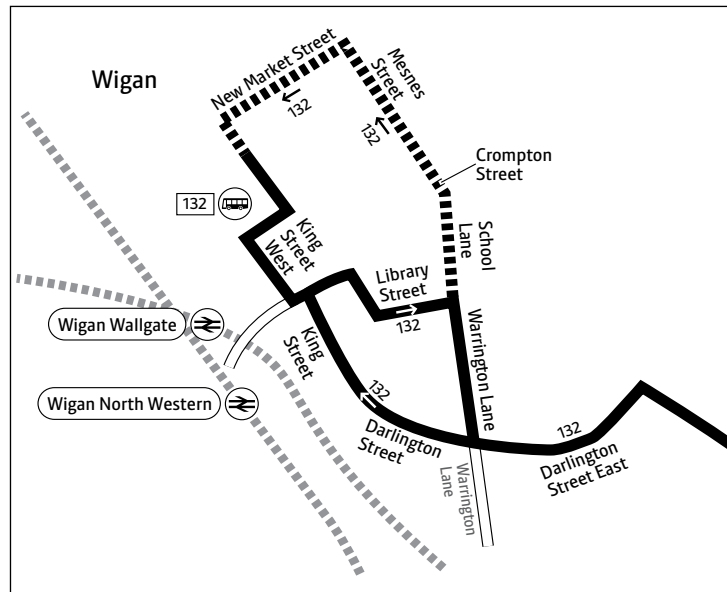 Wigan
New Market Street
132
Mesnes
Street
132
Crompton
Street
132
School
Lane
King
Street
West
Library
Street
132
Wigan Wallgate
King
Street
Warrington Lane
Wigan North Western
132
Darlington
Street
132
Darlington
Street East
Warrington
Lane